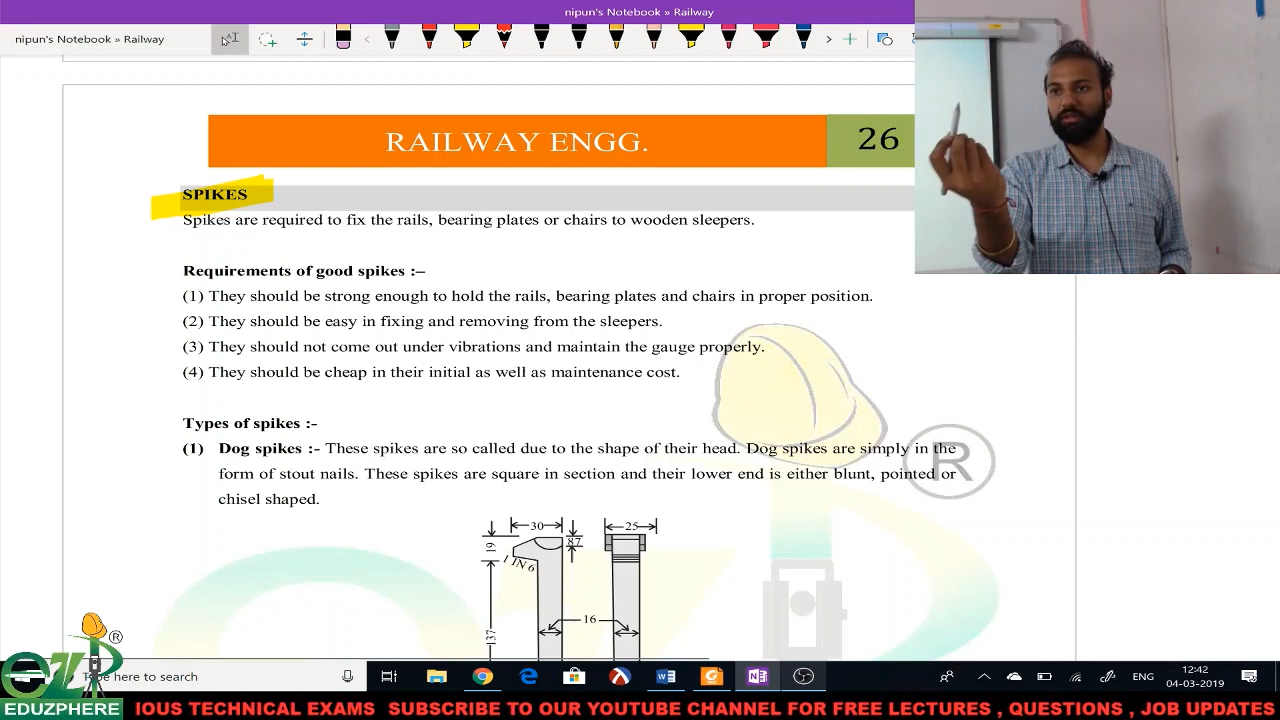 nipun's Notebook » Railway
nipun's Notebook » Railway
RAILWAY ENGG.
26
SPIKES
Spikes are required to fix the rails, bearing plates or chairs to wooden sleepers.
Requirements of good spikes :–
(1) They should be strong enough to hold the rails, bearing plates and chairs in proper position.
(2) They should be easy in fixing and removing from the sleepers.
(3) They should not come out under vibrations and maintain the gauge properly.
(4) They should be cheap in their initial as well as maintenance cost.
Types of spikes :-
(1) Dog spikes :- These spikes are so called due to the shape of their head. Dog spikes are simply in the
form of stout nails. These spikes are square in section and their lower end is either blunt, pointed or
chisel shaped.
30
25
19
87
1 IN 6
16
137
®
®
EZ
Type here to search
ENG
12:42
04-03-2019
EDUZPHERE
IOUS TECHNICAL EXAMS SUBSCRIBE TO OUR YOUTUBE CHANNEL FOR FREE LECTURES , QUESTIONS , JOB UPDATES